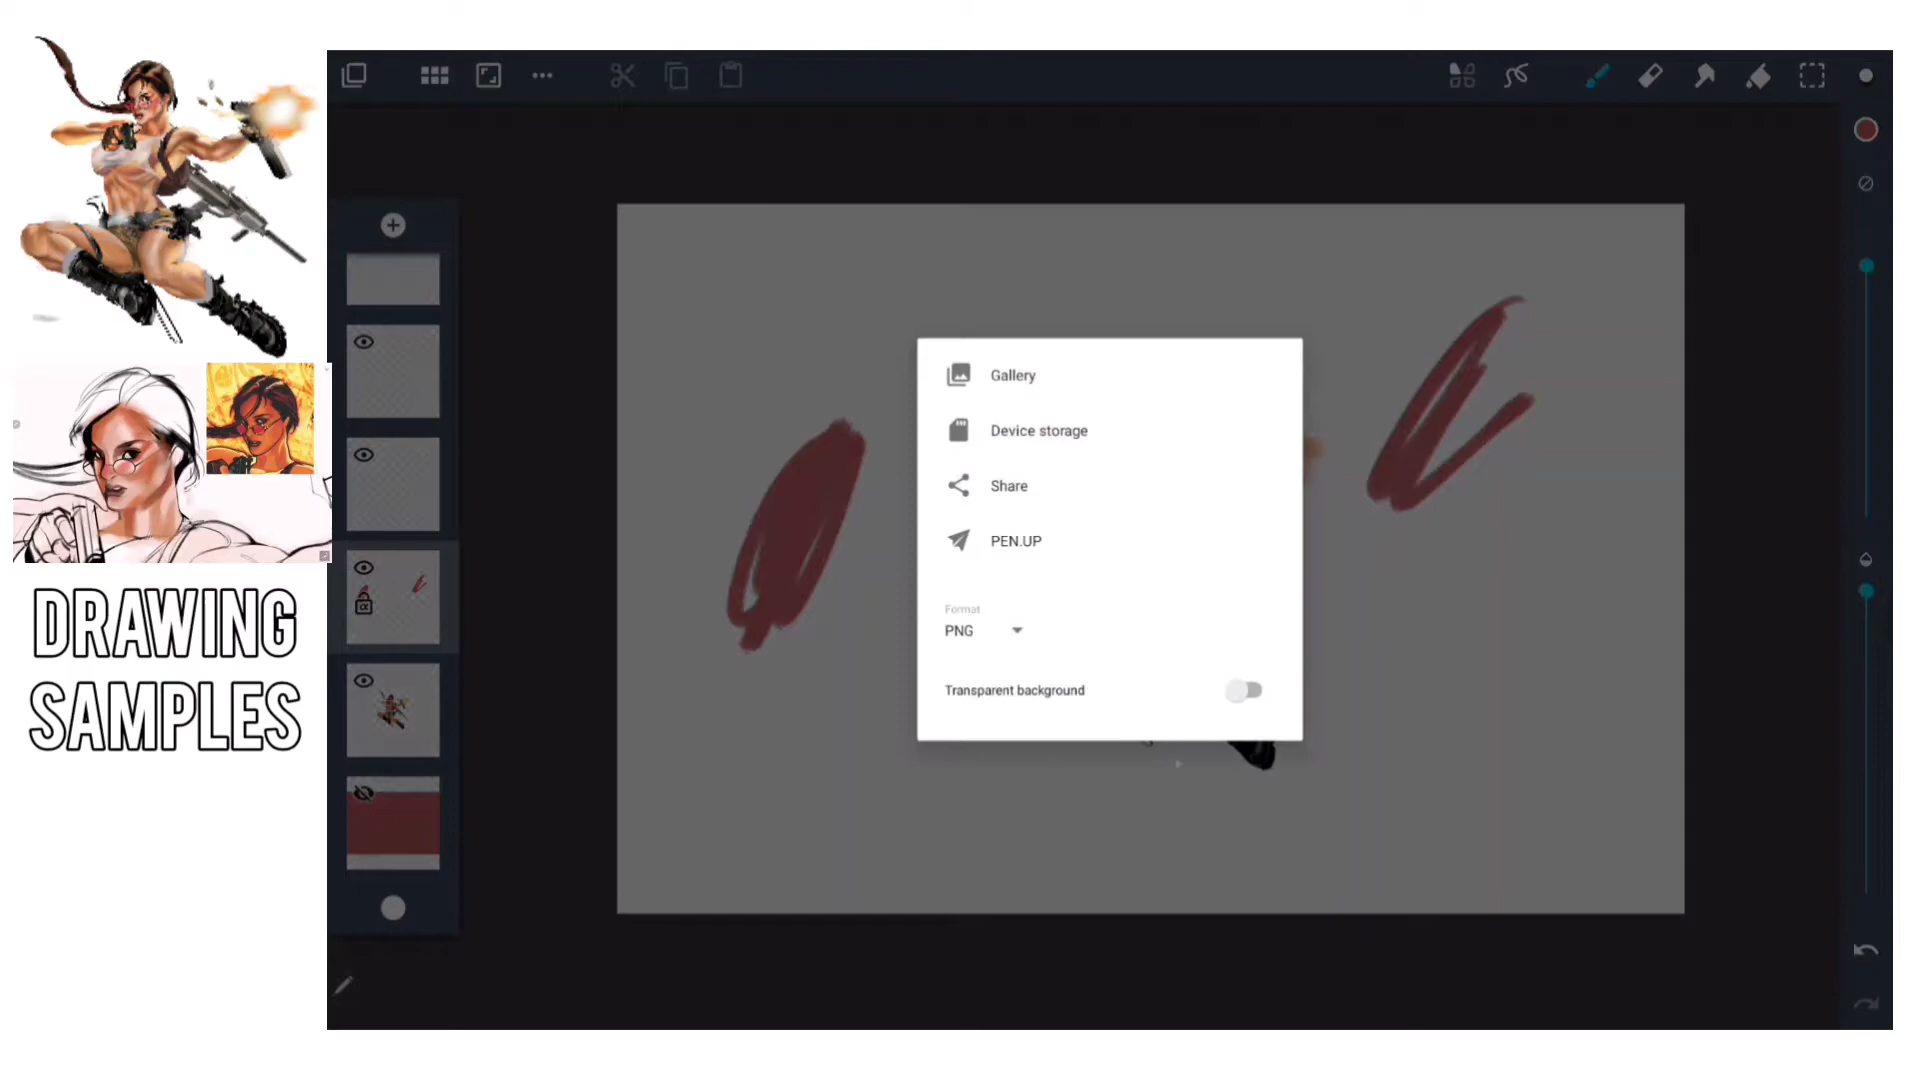 Gallery
Device storage
Share
PEN.UP
Format
PNG
Transparent background
DRAWING
SAMPLES